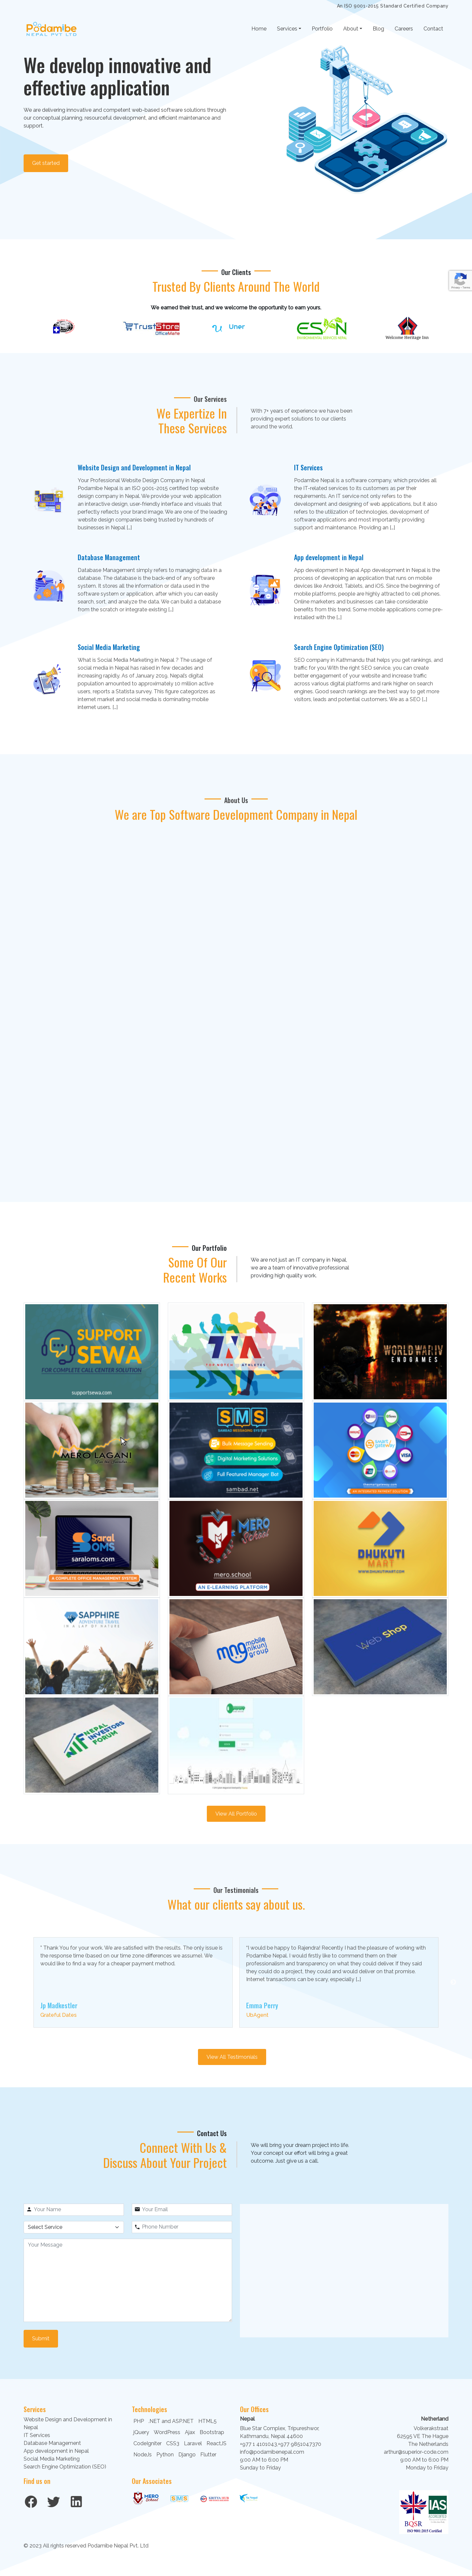 An ISO 9001-2015 Standard Certified Company
Podamibe
NEPAL PVT LTD
Home
Services
Portfolio
About
Blog
Careers
Contact
We develop innovative and
effective application
We are delivering innovative and competent web-based software solutions through
our conceptual planning, resourceful development, and efficient maintenance and
support.
Get started
Our Clients
Trusted By Clients Around The World
We earned their trust, and we welcome the opportunity to earn yours.
TrustStore
Uner
ESN
Welcome Heritage Inn
Privacy - Terms
Our Services
We Expertize In
These Services
With 7+ years of experience we have been
providing expert solutions to our clients
around the world.
Website Design and Development in Nepal
Your Professional Website Design Company in Nepal
Podamibe Nepal is an ISO 9001-2015 certified top website
design company in Nepal. We provide your web application
an interactive design, user-friendly interface and visuals that
perfectly reflects your brand image. We being one of the leading
website design companies being trusted by hundreds of
businesses in Nepal […]
IT Services
Podamibe Nepal is a software company, which provides all
the IT-related services to its customers as per their
requirements. An IT service not only refers to the
development and designing of web applications, but it also
refers to the utilization of technologies, development of
software applications and most importantly providing
support and maintenance. Providing an […]
Database Management
Database Management simply refers to managing data in a
database. The database is the back-end of any software
system. It stores all the information or data used in the
software system or application, after which you can easily
categorize, search, sort, and analyze the data. We can build a database
from the scratch or integrate existing […]
App development in Nepal
App development in Nepal App development in Nepal is the
process of development an application that runs on mobile
devices like Android, Tablets, and IOS. Since the beginning of
mobile platforms, people are highly attracted to cell phones.
Online marketers and businesses can take considerable
benefits from this trend. Some mobile applications come pre-
installed with the […]
Social Media Marketing
What is Social Media Marketing in Nepal ? The usage of
social media in Nepal has raised in few decades and
increasing rapidly. As of January 2019, Nepal’s digital
population amounted to approximately 10 million active
users, reports a Statista survey. This figure categorizes as
internet market and social media is dominating mobile
internet users. […]
Search Engine Optimization (SEO)
SEO company in Kathmandu that helps you get rankings, and
traffic for you With the right SEO service, you can create
better engagement of your website and increase traffic
across various digital platforms and rank higher on search
engines. Good search rankings are the best way to get more
visitors, leads and potential customers. We as a SEO […]
About Us
We are Top Software Development Company in Nepal
Our Portfolio
Some Of Our
Recent Works
We are not just an IT company in Nepal,
we are a team of innovative professional
providing high quality work.
SUPPORT
SEWA
FOR COMPLETE CALL CENTER SOLUTION
supportsewa.com
TNA
WORLD WAR IV
ENDGAMES
MERO LAGANI
SMS
SAMBAD MESSAGING SYSTEM
Bulk Message Sending
Digital Marketing Solutions
Full Featured Manager Bot
sambad.net
Saral
OMS
saraloms.com
A COMPLETE OFFICE MANAGEMENT SYSTEM
MERO
School
mero.school
AN E-LEARNING PLATFORM
DHUKUTI
MART
SAPPHIRE
mng mobile
nikunj
group
Web Shop
NEPAL
INVESTORS
FORUM
View All Portfolio
Our Testimonials
What our clients say about us.
" Thank You for your work. We are satisfied with the results. The only issue is
the response time (based on our time zone differences we assume). We
would like to find a way for a cheaper payment method.
Jp Madkestler
Grateful Dates
“I would be happy to Rajendra! Recently I had the pleasure of working with
Podamibe Nepal. I would firstly like to commend them on their
professionalism and transparency on what they could deliver. If they said
they could do a project, they could and would deliver on that promise.
Internet transactions can be scary, especially […]
Emma Perry
UbAgent
View All Testimonials
Contact Us
Connect With Us &
Discuss About Your Project
We will bring your dream project into life.
Your concept our effort will bring a great
outcome. Just give us a call.
Your Name
Your Email
Select Service
Phone Number
Your Message
Submit
Services
Website Design and Development in
Nepal
IT Services
Database Management
App development in Nepal
Social Media Marketing
Search Engine Optimization (SEO)
Find us on
Technologies
PHP .NET and ASP.NET HTML5
jQuery WordPress Ajax Bootstrap
CodeIgniter CSS3 Laravel ReactUS
NodeJs Python Django Flutter
Our Associates
MERO
School
SMS
Our Offices
Nepal
Blue Star Complex, Tripureshwor,
Kathmandu, Nepal 44600
+977 1 4101043,+977 9851047370
info@podamibenepal.com
9:00 AM to 6:00 PM
Sunday to Friday
Netherland
Volkerakstraat
82595 VE The Hague
The Netherlands
arthur@superior-code.com
9:00 AM to 6:00 PM
Monday to Friday
BQSR
IAS
ISO 9001:2015 Certified
© 2023 All rights reserved Podamibe Nepal Pvt. Ltd